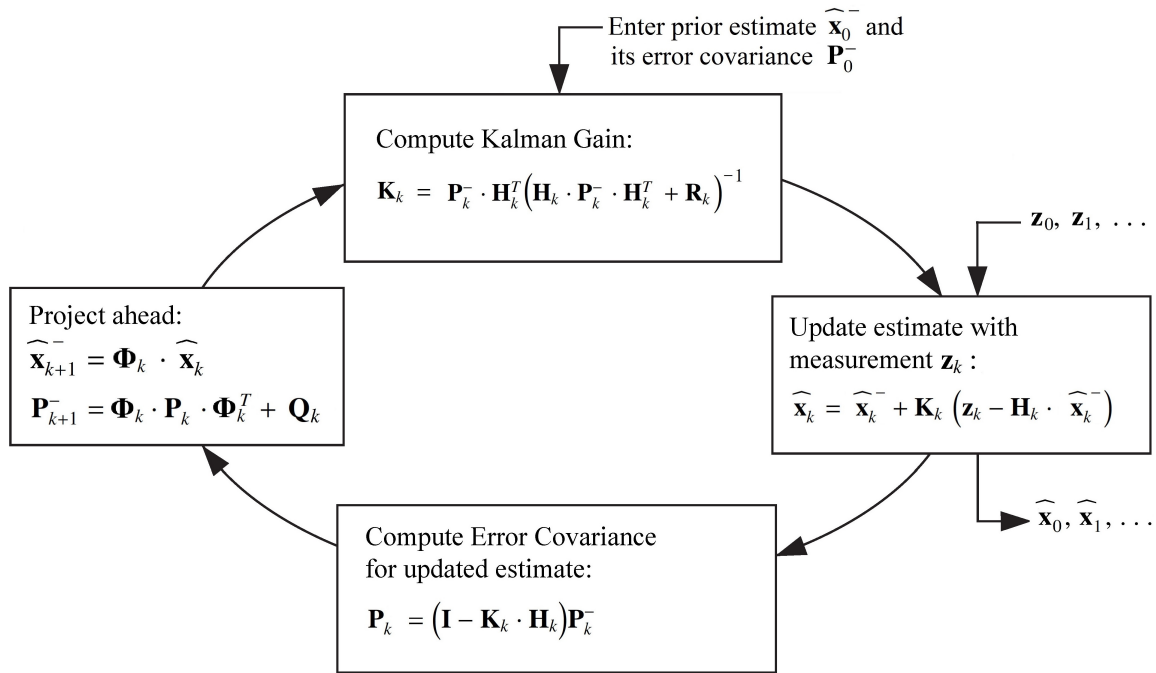 Enter prior estimate x̂₀⁻ and
its error covariance P₀⁻
Compute Kalman Gain:
Kₖ = Pₖ⁻ · Hₖᵀ(Hₖ · Pₖ⁻ · Hₖᵀ + Rₖ)⁻¹
z₀, z₁, . . .
Update estimate with
measurement zₖ :
x̂ₖ = x̂ₖ⁻ + Kₖ (zₖ − Hₖ · x̂ₖ⁻)
x̂₀, x̂₁, . . .
Compute Error Covariance
for updated estimate:
Pₖ = (I − Kₖ · Hₖ)Pₖ⁻
Project ahead:
x̂ₖ₊₁⁻ = Φₖ · x̂ₖ
Pₖ₊₁⁻ = Φₖ · Pₖ · Φₖᵀ + Qₖ